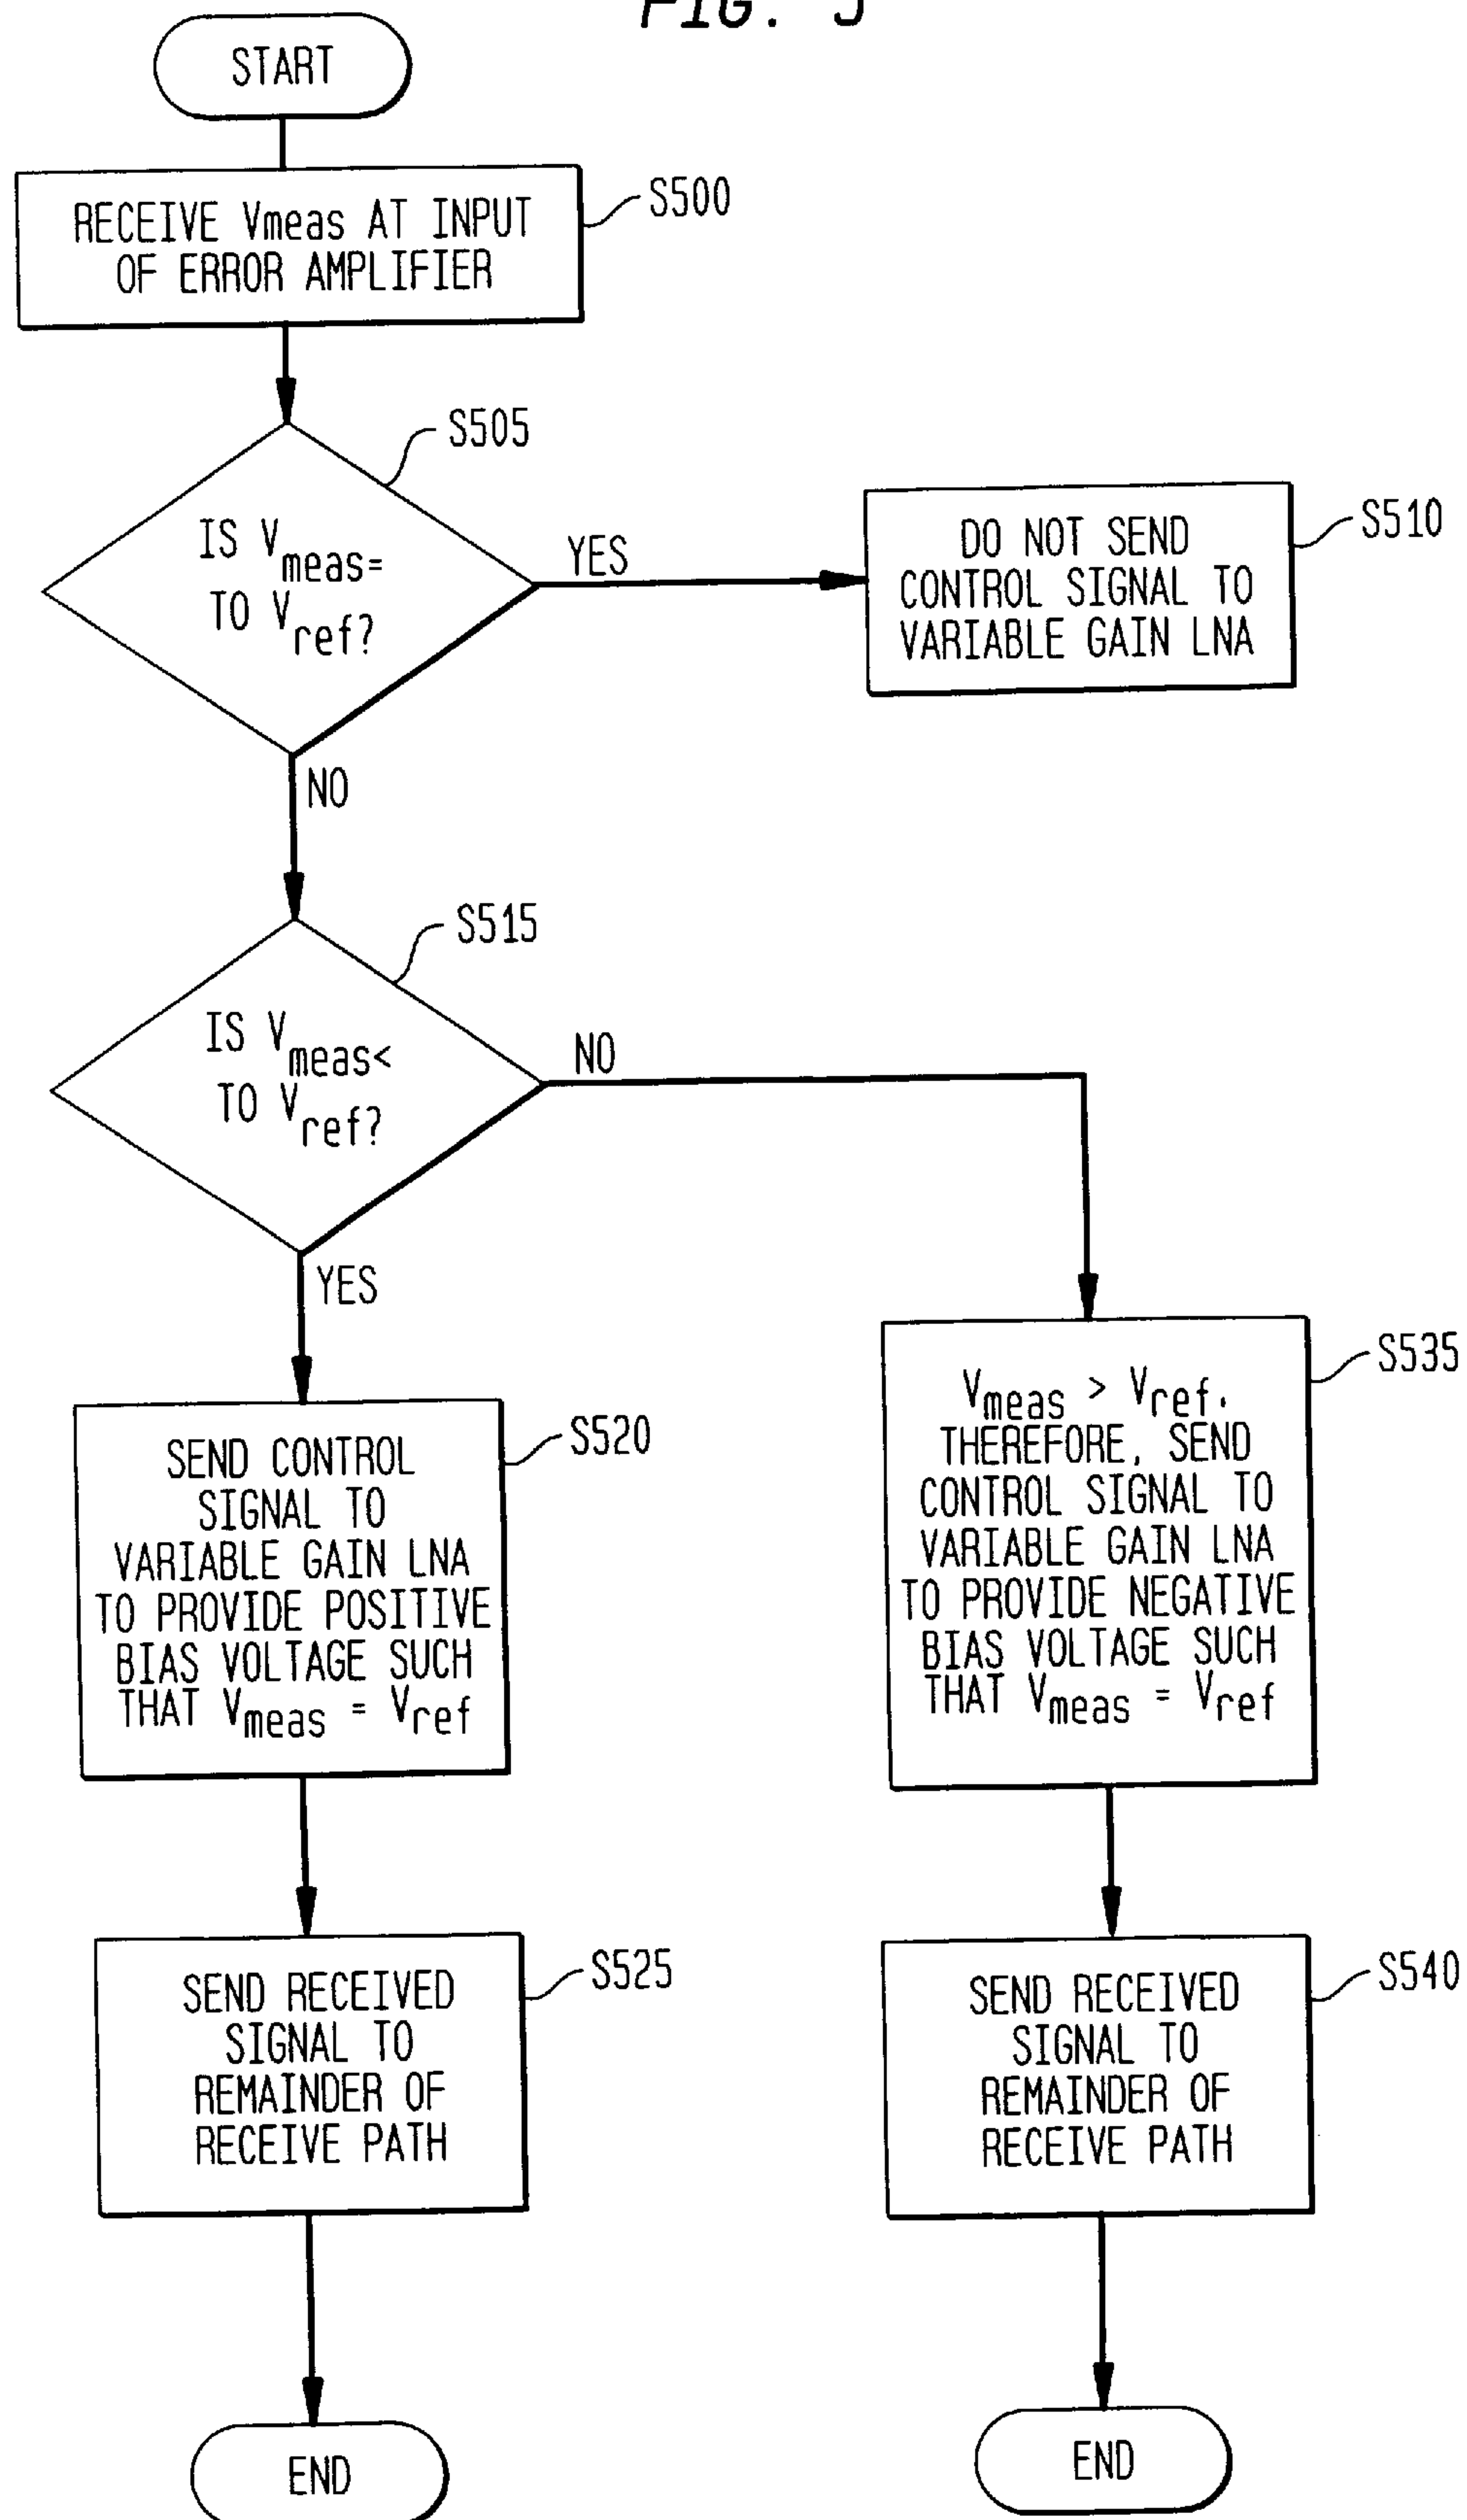 FIG. 5
START
RECEIVE Vmeas AT INPUT
OF ERROR AMPLIFIER
S500
IS Vmeas=
TO Vref?
S505
YES
DO NOT SEND
CONTROL SIGNAL TO
VARIABLE GAIN LNA
S510
NO
IS Vmeas<
TO Vref?
S515
NO
YES
SEND CONTROL
SIGNAL TO
VARIABLE GAIN LNA
TO PROVIDE POSITIVE
BIAS VOLTAGE SUCH
THAT Vmeas = Vref
S520
Vmeas > Vref.
THEREFORE, SEND
CONTROL SIGNAL TO
VARIABLE GAIN LNA
TO PROVIDE NEGATIVE
BIAS VOLTAGE SUCH
THAT Vmeas = Vref
S535
SEND RECEIVED
SIGNAL TO
REMAINDER OF
RECEIVE PATH
S525
SEND RECEIVED
SIGNAL TO
REMAINDER OF
RECEIVE PATH
S540
END
END